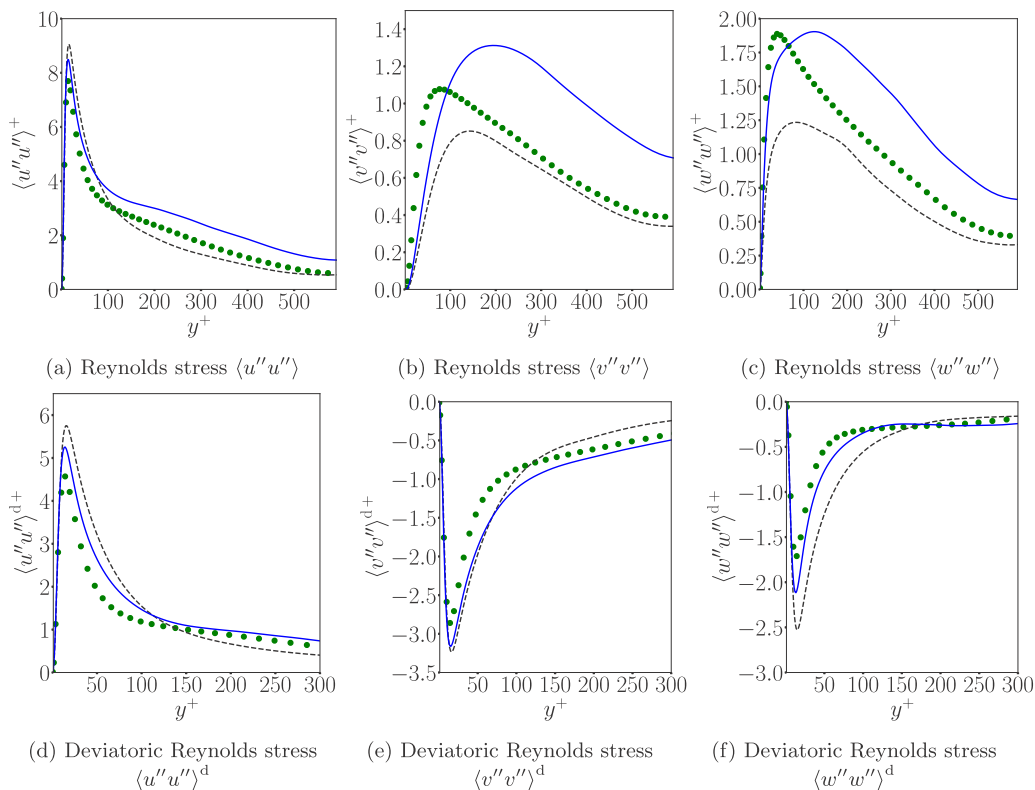 10
8
6
4
2
0
⟨u′′u′′⟩+
100 200 300 400 500
y+
(a) Reynolds stress ⟨u′′u′′⟩
1.4
1.2
1.0
0.8
0.6
0.4
0.2
0.0
⟨v′′v′′⟩+
100 200 300 400 500
y+
(b) Reynolds stress ⟨v′′v′′⟩
2.00
1.75
1.50
1.25
1.00
0.75
0.50
0.25
0.00
⟨w′′w′′⟩+
100 200 300 400 500
y+
(c) Reynolds stress ⟨w′′w′′⟩
6
5
4
3
2
1
0
⟨u′′u′′⟩d+
50 100 150 200 250 300
y+
(d) Deviatoric Reynolds stress
⟨u′′u′′⟩d
0.0
−0.5
−1.0
−1.5
−2.0
−2.5
−3.0
−3.5
⟨v′′v′′⟩d+
50 100 150 200 250 300
y+
(e) Deviatoric Reynolds stress
⟨v′′v′′⟩d
0.0
−0.5
−1.0
−1.5
−2.0
−2.5
−3.0
⟨w′′w′′⟩d+
50 100 150 200 250 300
y+
(f) Deviatoric Reynolds stress
⟨w′′w′′⟩d